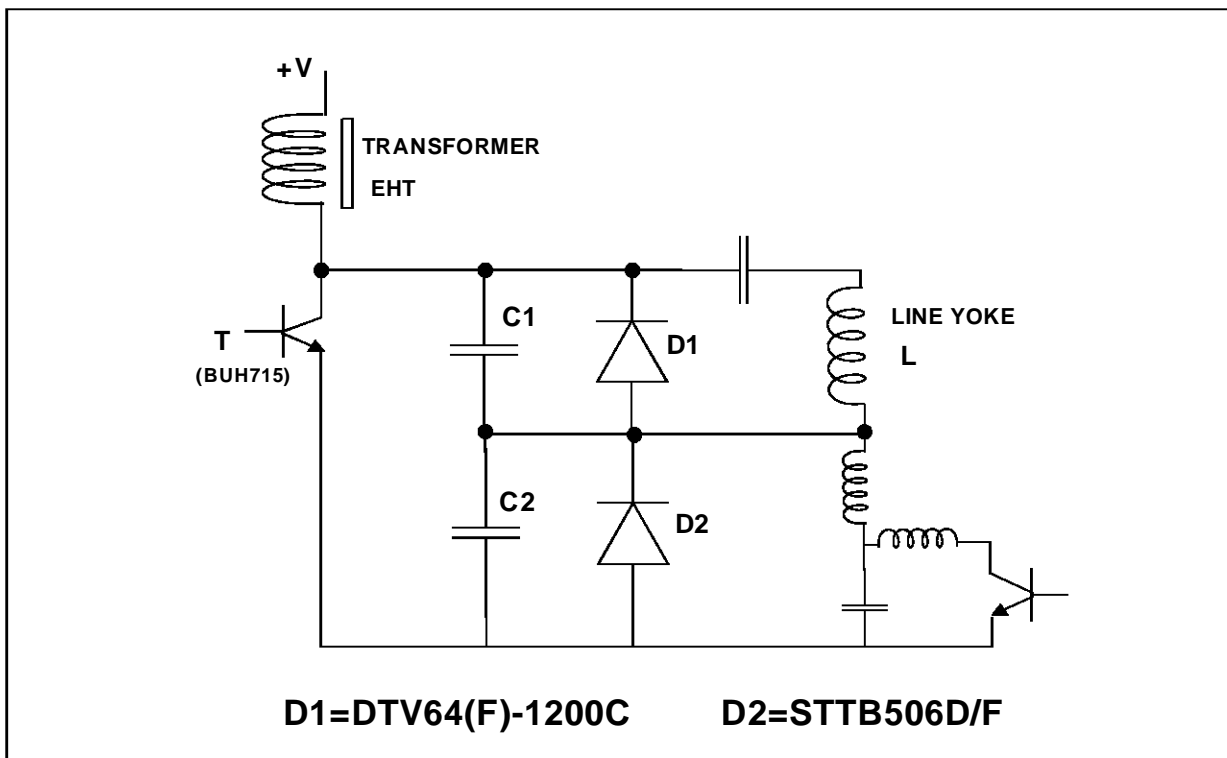 +V
TRANSFORMER
EHT
C1
D1
LINE YOKE
L
T
(BUH715)
C2
D2
D1=DTV64(F)-1200C D2=STTB506D/F